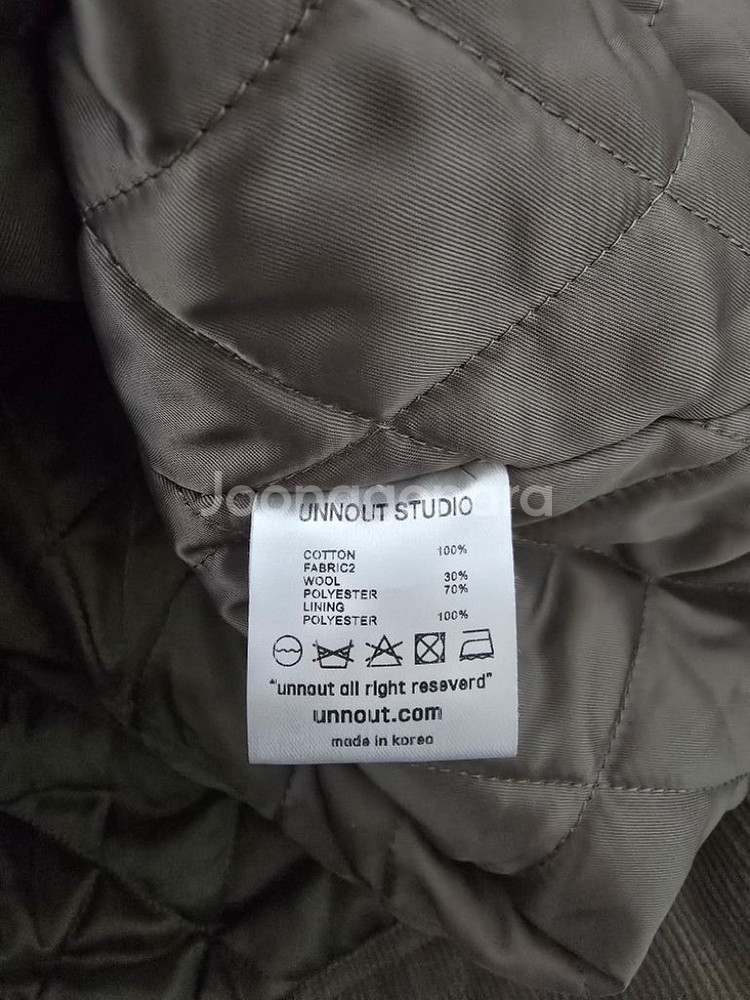 Joonggonara
UNNOUT STUDIO
COTTON 100%
FABRIC2
WOOL 30%
POLYESTER 70%
LINING
POLYESTER 100%
"unnout all right reseverd"
unnout.com
made in korea